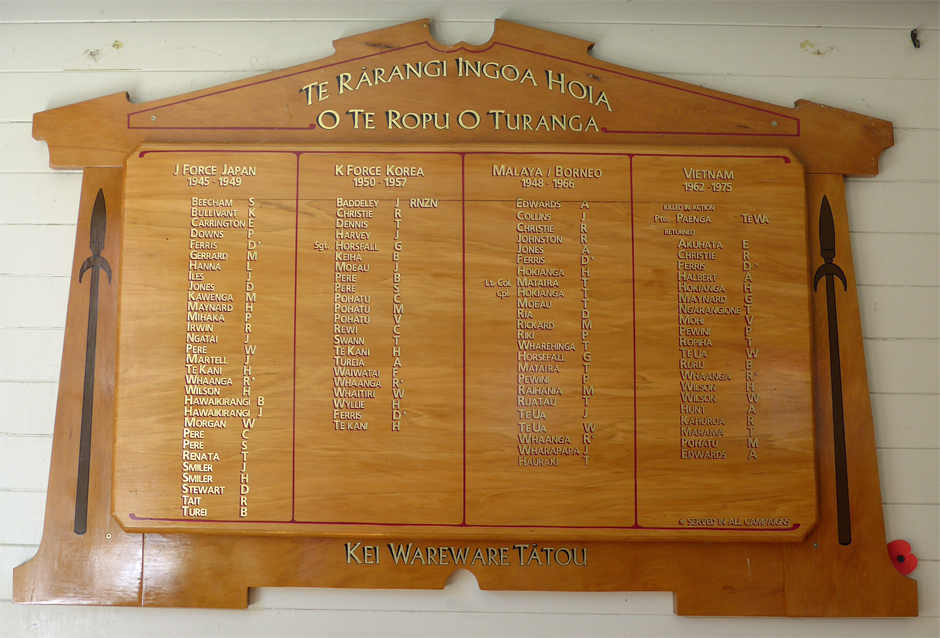 Te Rārangi Ingoa Hoia
O Te Ropu O Turanga
J Force Japan
1945 - 1949
Beecham S
Bullivant K
Carrington E
Downs P
Ferris D*
Gerrard M
Hanna L
Iles J
Jones D
Kawenga M
Maynard H
Mihaka P
Irwin R
Ngatai J
Pere W
Martell J
Te Kani H
Whaanga R*
Wilson H
Hawaikirangi B
Hawaikirangi J
Morgan W
Pere C
Pere S
Renata T
Smiler J
Smiler H
Stewart D
Tait R
Turei B
K Force Korea
1950 - 1957
Baddeley J RNZN
Christie R
Dennis T
Harvey J
Sgt. Horsfall G
Keiha B
Moeau J
Pere B
Pere S
Pohatu C
Pohatu M
Pohatu V
Rewi C
Swann T
Te Kani H
Tureia A
Waiwatai F
Whaanga R*
Whaitiri W
Wyllie H
Ferris D*
Te Kani H
Malaya / Borneo
1948 - 1966
Edwards A
Collins J
Christie R
Johnston R
Jones A
Ferris D*
Hokianga H
Lt. Col. Mataira T
Cpl. Hokianga T
Moeau T
Ria D
Rickard M
Riki P
Wharehinga T
Horsefall G
Mataira T
Pewini P
Raihania M
Ruatau T
Te Ua J
Te Ua W
Whaanga R*
Wharapapa J
Hauraki T
Vietnam
1962 - 1975
Killed in action
Pte. Paenga Te Wa
Returned
Akuhata E
Christie R
Ferris D*
Halbert A
Hokianga H
Maynard G
Ngarangione T
Mohi V
Pewini P
Ropiha T
Te Ua W
Ruru B
Whaanga R*
Wilson H
Wilson W
Hunt A
Kahuroa R
Marama T
Pohatu M
Edwards A
* Served in all campaigns
Kei Wareware Tātou